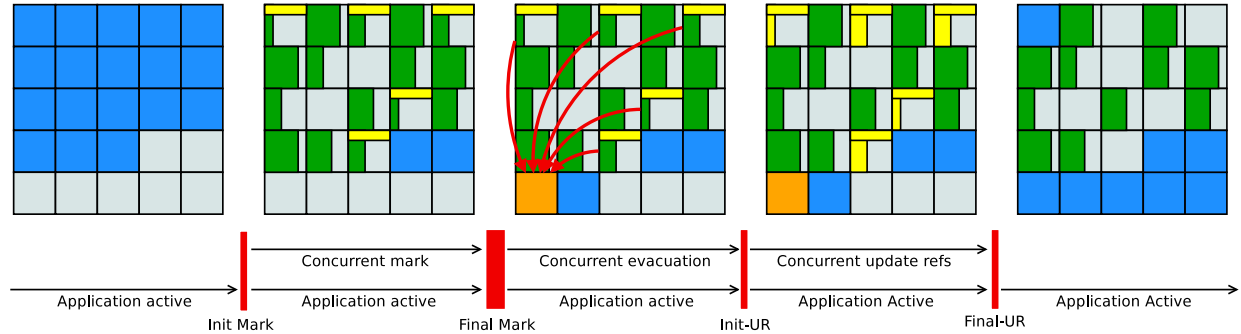 Concurrent mark
Concurrent evacuation
Concurrent update refs
Application active
Application active
Application active
Application Active
Application Active
Init Mark
Final Mark
Init-UR
Final-UR